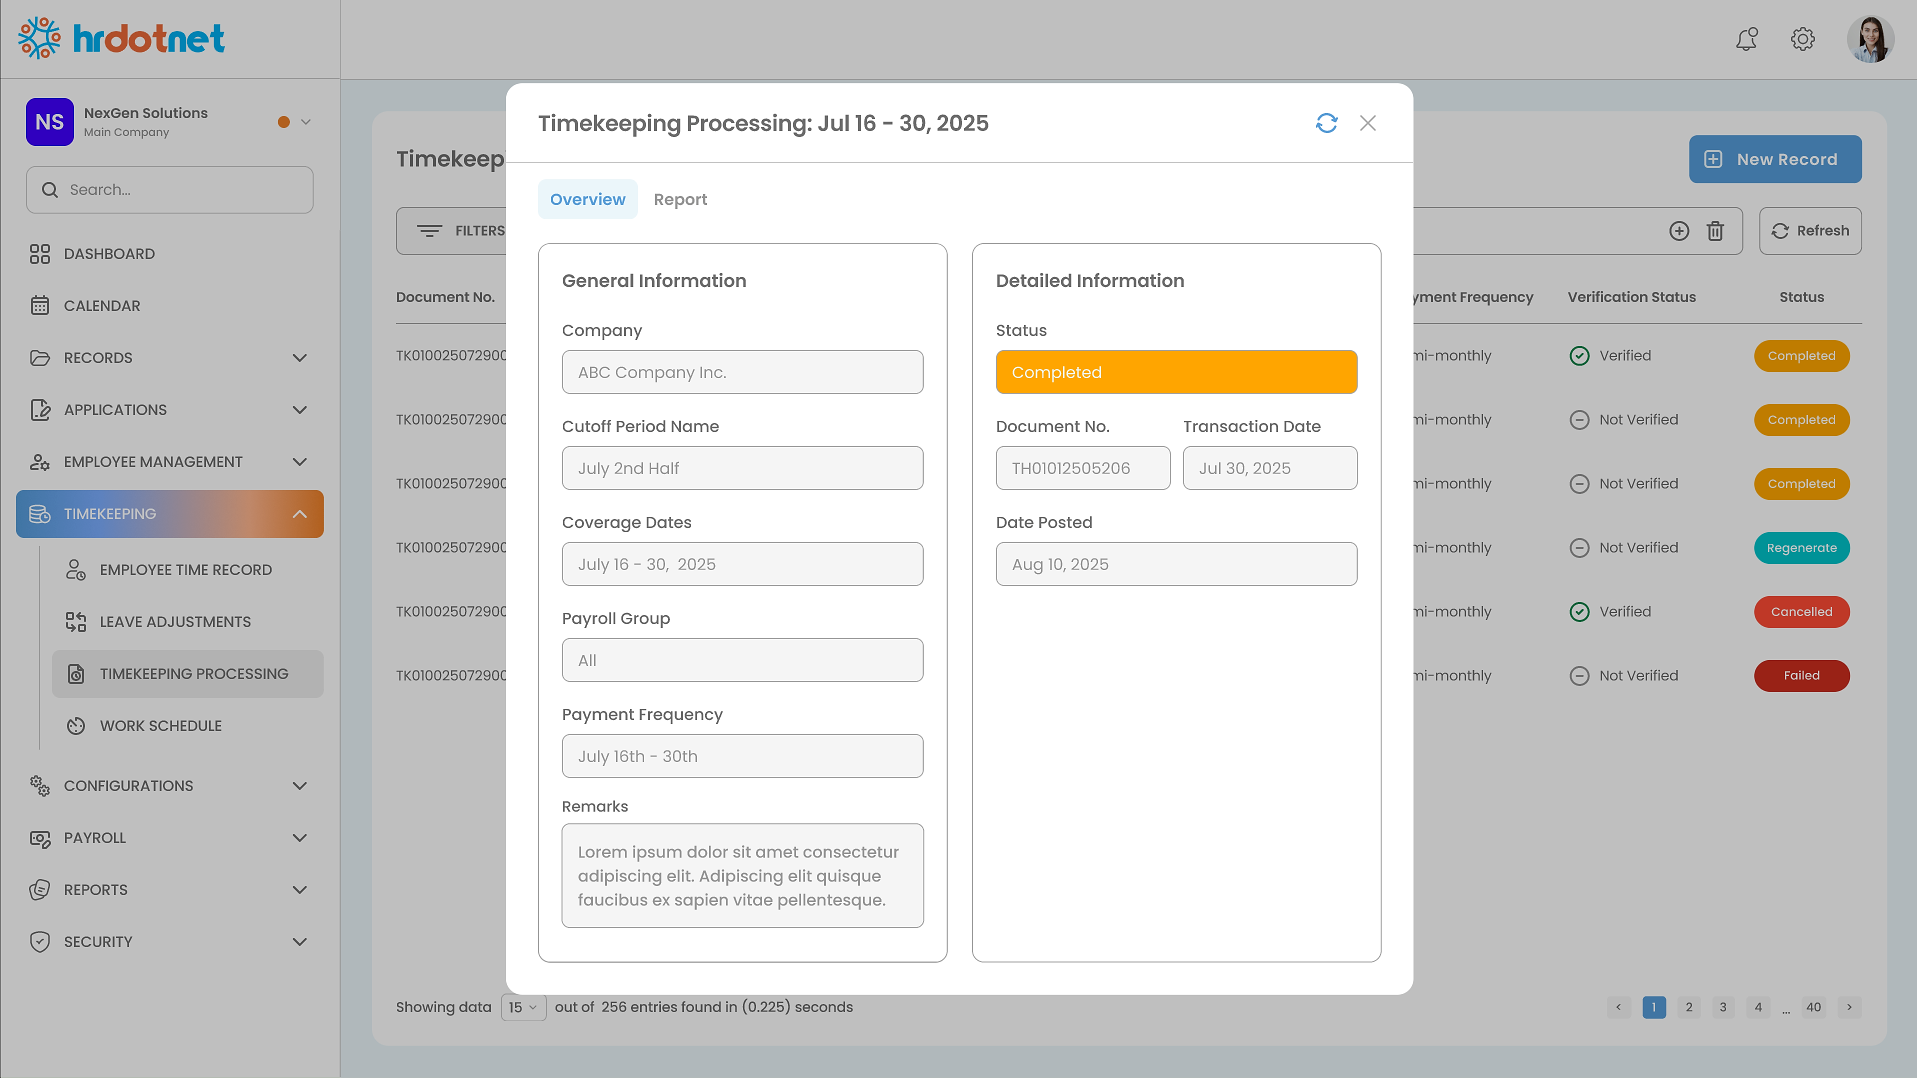 hrdotnet
NS
NexGen Solutions
Main Company
Search...
DASHBOARD
CALENDAR
RECORDS
APPLICATIONS
EMPLOYEE MANAGEMENT
TIMEKEEPING
EMPLOYEE TIME RECORD
LEAVE ADJUSTMENTS
TIMEKEEPING PROCESSING
WORK SCHEDULE
CONFIGURATIONS
PAYROLL
REPORTS
SECURITY
Timekeep
New Record
FILTERS
Refresh
Document No.
yment Frequency
Verification Status
Status
TK010025072900
mi-monthly
Verified
Completed
TK010025072900
mi-monthly
Not Verified
Completed
TK010025072900
mi-monthly
Not Verified
Completed
TK010025072900
mi-monthly
Not Verified
Regenerate
TK010025072900
mi-monthly
Verified
Cancelled
TK010025072900
mi-monthly
Not Verified
Failed
Timekeeping Processing: Jul 16 - 30, 2025
Overview
Report
General Information
Company
ABC Company Inc.
Cutoff Period Name
July 2nd Half
Coverage Dates
July 16 - 30, 2025
Payroll Group
All
Payment Frequency
July 16th - 30th
Remarks
Lorem ipsum dolor sit amet consectetur
adipiscing elit. Adipiscing elit quisque
faucibus ex sapien vitae pellentesque.
Detailed Information
Status
Completed
Document No.
Transaction Date
TH01012505206
Jul 30, 2025
Date Posted
Aug 10, 2025
Showing data 15 out of 256 entries found in (0.225) seconds
< 1 2 3 4 ... 40 >